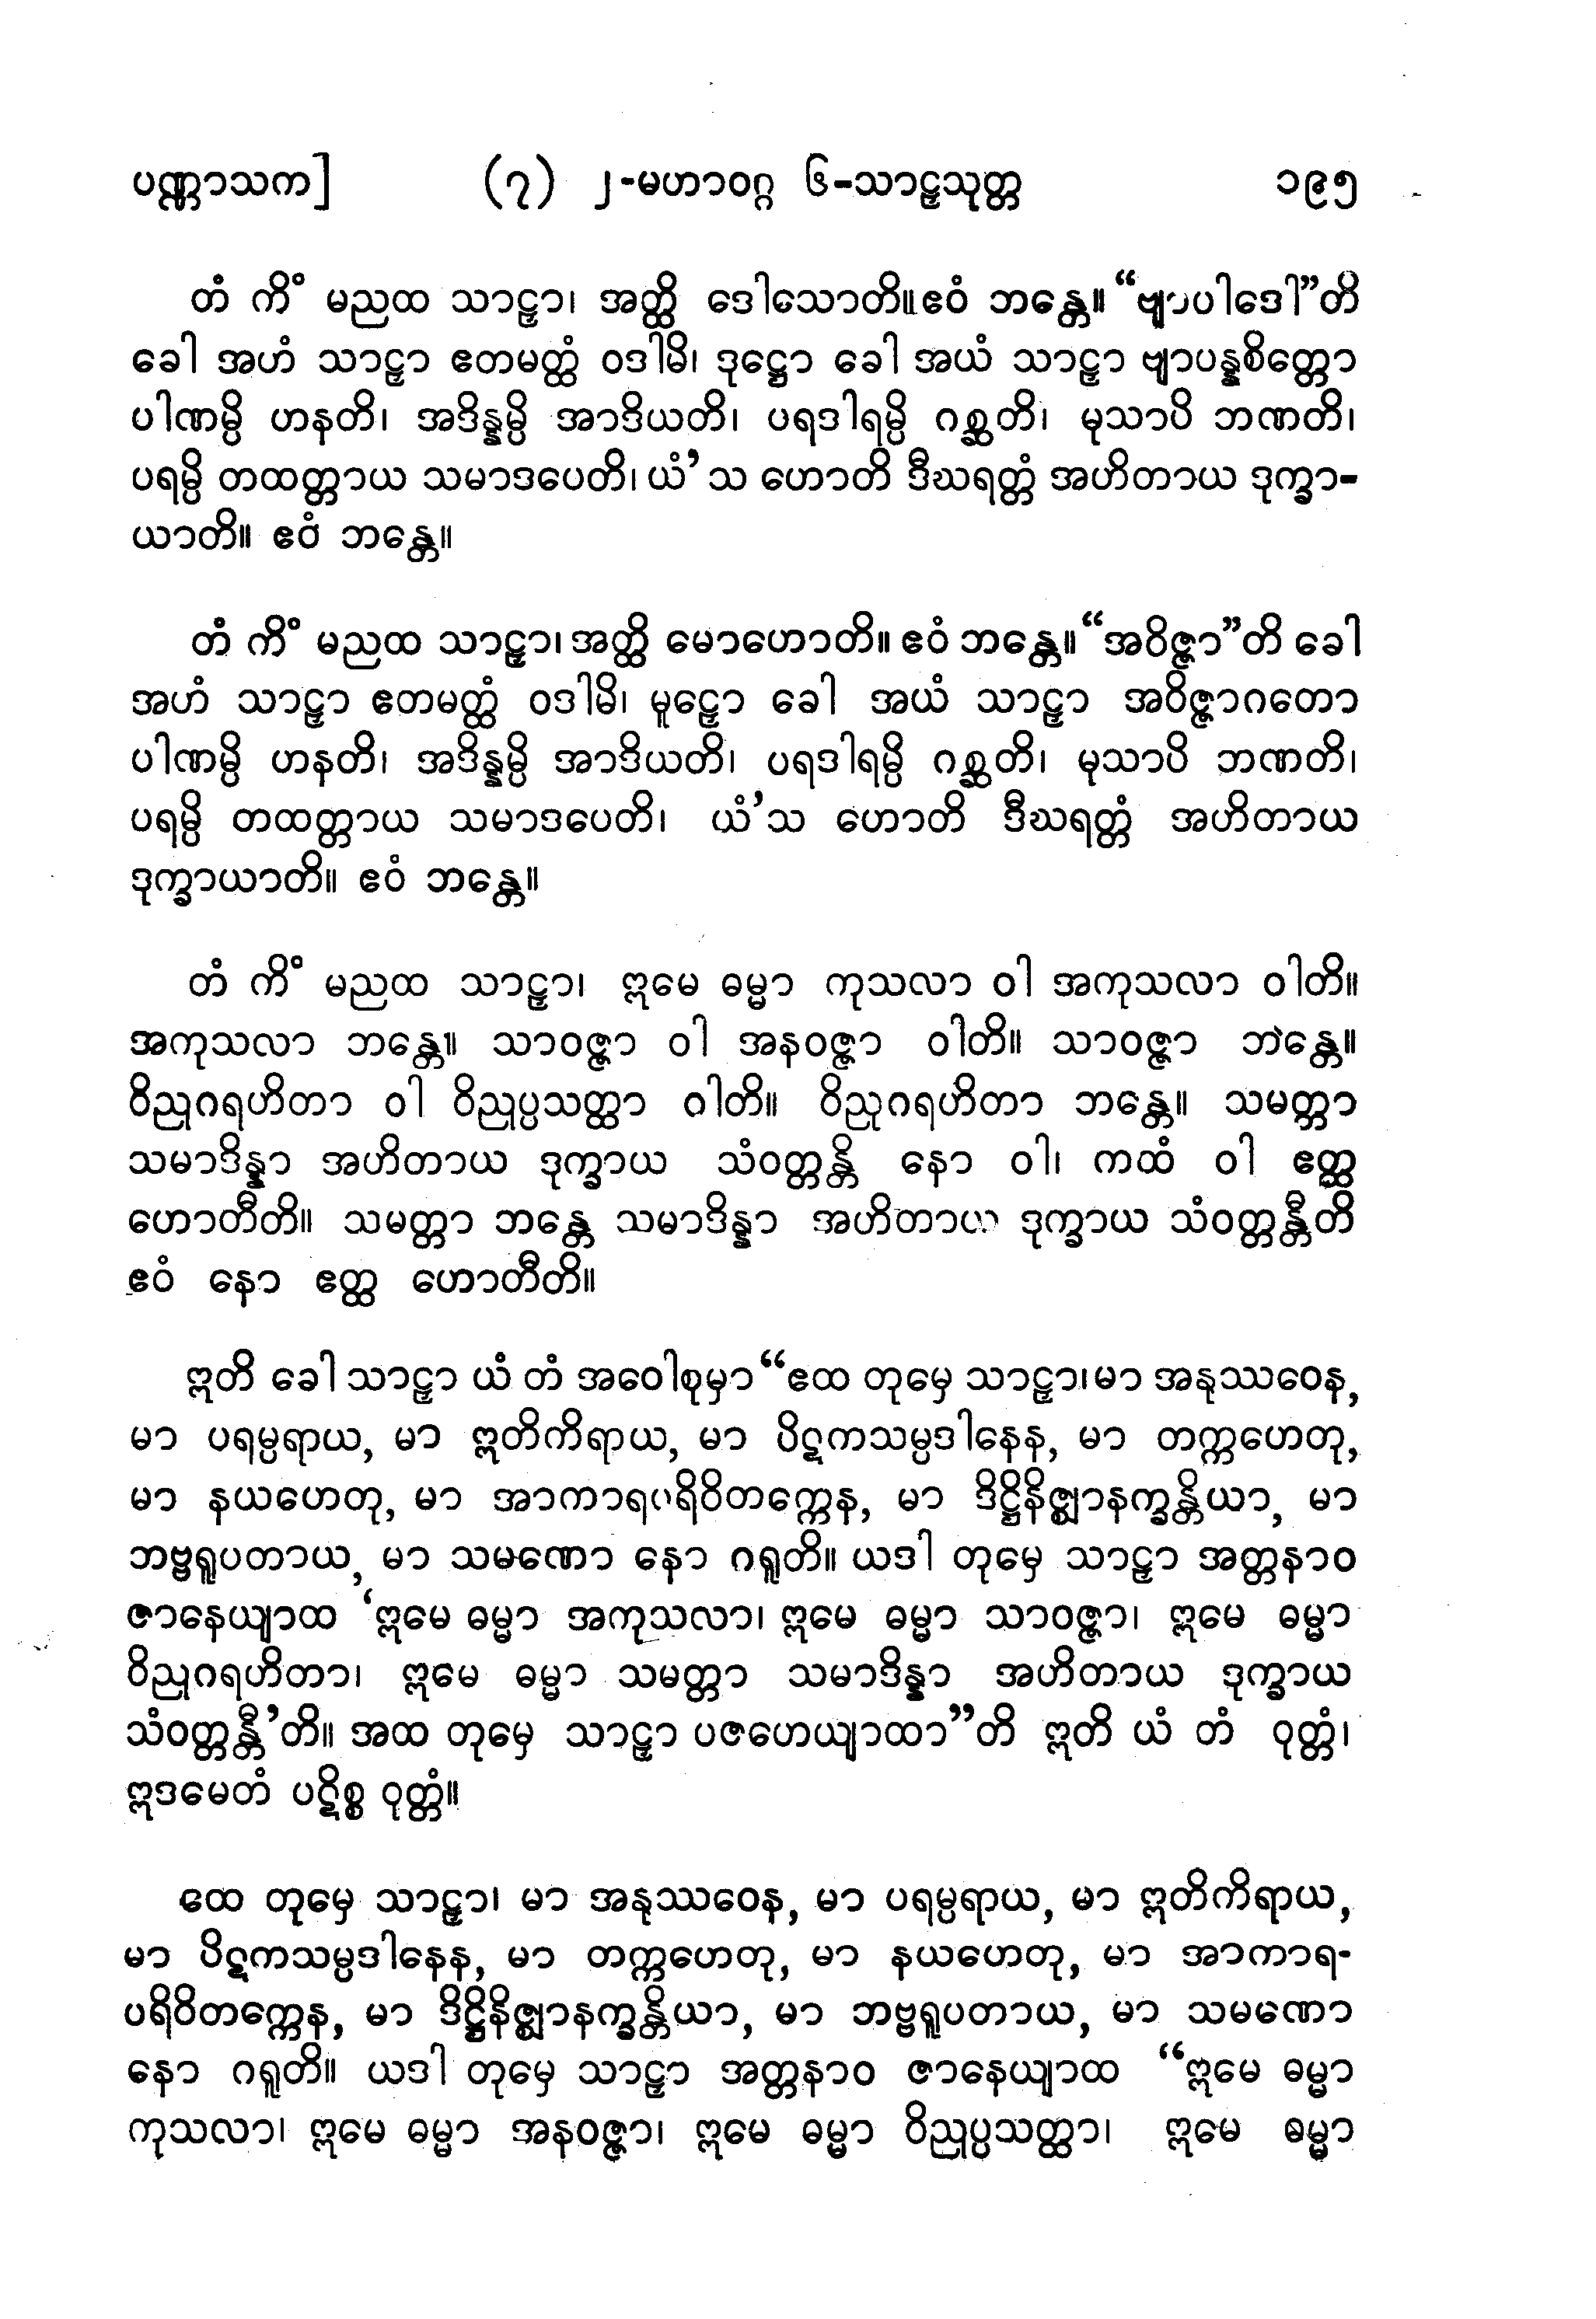 ပဏ္ဏာသက] (၇) ၂-မဟာဝဂ္ဂ ၆-သာဠှသုတ္တ ၁၉၅
တံ ကိံ မညထ သာဠှာ၊ အတ္ထိ ဒေါသောတိ။ ဧဝံ ဘန္တေ။ “ဗျာပါဒေါ”တိ
ခေါ အဟံ သာဠှာ ဧတမတ္ထံ ဝဒါမိ၊ ဒုဋ္ဌော ခေါ အယံ သာဠှာ ဗျာပန္နစိတ္တော
ပါဏမ္ပိ ဟနတိ၊ အဒိန္နမ္ပိ အာဒိယတိ၊ ပရဒါရမ္ပိ ဂစ္ဆတိ၊ မုသာပိ ဘဏတိ၊
ပရမ္ပိ တထတ္တာယ သမာဒပေတိ၊ ယံ’သ ဟောတိ ဒီဃရတ္တံ အဟိတာယ ဒုက္ခာ-
ယာတိ။ ဧဝံ ဘန္တေ။
တံ ကိံ မညထ သာဠှာ၊ အတ္ထိ မောဟောတိ။ ဧဝံ ဘန္တေ။ “အဝိဇ္ဇာ”တိ ခေါ
အဟံ သာဠှာ ဧတမတ္ထံ ဝဒါမိ၊ မူဠှော ခေါ အယံ သာဠှာ အဝိဇ္ဇာဂတော
ပါဏမ္ပိ ဟနတိ၊ အဒိန္နမ္ပိ အာဒိယတိ၊ ပရဒါရမ္ပိ ဂစ္ဆတိ၊ မုသာပိ ဘဏတိ၊
ပရမ္ပိ တထတ္တာယ သမာဒပေတိ၊ ယံ’သ ဟောတိ ဒီဃရတ္တံ အဟိတာယ
ဒုက္ခာယာတိ။ ဧဝံ ဘန္တေ။
တံ ကိံ မညထ သာဠှာ၊ ဣမေ ဓမ္မာ ကုသလာ ဝါ အကုသလာ ဝါတိ။
အကုသလာ ဘန္တေ။ သာဝဇ္ဇာ ဝါ အနဝဇ္ဇာ ဝါတိ။ သာဝဇ္ဇာ ဘန္တေ။
ဝိညုဂရဟိတာ ဝါ ဝိညုပ္ပသတ္ထာ ဝါတိ။ ဝိညုဂရဟိတာ ဘန္တေ။ သမတ္တာ
သမာဒိန္နာ အဟိတာယ ဒုက္ခာယ သံဝတ္တန္တိ နော ဝါ၊ ကထံ ဝါ ဧတ္ထ
ဟောတီတိ။ သမတ္တာ ဘန္တေ သမာဒိန္နာ အဟိတာယ ဒုက္ခာယ သံဝတ္တန္တီတိ
ဧဝံ နော ဧတ္ထ ဟောတီတိ။
ဣတိ ခေါ သာဠှာ ယံ တံ အဝေါစုမှာ “ဧထ တုမှေ သာဠှာ၊ မာ အနုဿဝေန,
မာ ပရမ္ပရာယ, မာ ဣတိကိရာယ, မာ ပိဋကသမ္ပဒါနေန, မာ တက္ကဟေတု,
မာ နယဟေတု, မာ အာကာရပရိဝိတက္ကေန, မာ ဒိဋ္ဌိနိဇ္ဈာနက္ခန္တိယာ, မာ
ဘဗ္ဗရူပတာယ, မာ သမဏော နော ဂရူတိ။ ယဒါ တုမှေ သာဠှာ အတ္တနာဝ
ဇာနေယျာထ ‘ဣမေ ဓမ္မာ အကုသလာ၊ ဣမေ ဓမ္မာ သာဝဇ္ဇာ၊ ဣမေ ဓမ္မာ
ဝိညုဂရဟိတာ၊ ဣမေ ဓမ္မာ သမတ္တာ သမာဒိန္နာ အဟိတာယ ဒုက္ခာယ
သံဝတ္တန္တီ’တိ။ အထ တုမှေ သာဠှာ ပဇဟေယျာထာ”တိ ဣတိ ယံ တံ ဝုတ္တံ၊
ဣဒမေတံ ပဋိစ္စ ဝုတ္တံ။
ဧထ တုမှေ သာဠှာ၊ မာ အနုဿဝေန, မာ ပရမ္ပရာယ, မာ ဣတိကိရာယ,
မာ ပိဋကသမ္ပဒါနေန, မာ တက္ကဟေတု, မာ နယဟေတု, မာ အာကာရ-
ပရိဝိတက္ကေန, မာ ဒိဋ္ဌိနိဇ္ဈာနက္ခန္တိယာ, မာ ဘဗ္ဗရူပတာယ, မာ သမဏော
နော ဂရူတိ။ ယဒါ တုမှေ သာဠှာ အတ္တနာဝ ဇာနေယျာထ “ဣမေ ဓမ္မာ
ကုသလာ၊ ဣမေ ဓမ္မာ အနဝဇ္ဇာ၊ ဣမေ ဓမ္မာ ဝိညုပ္ပသတ္ထာ၊ ဣမေ ဓမ္မာ